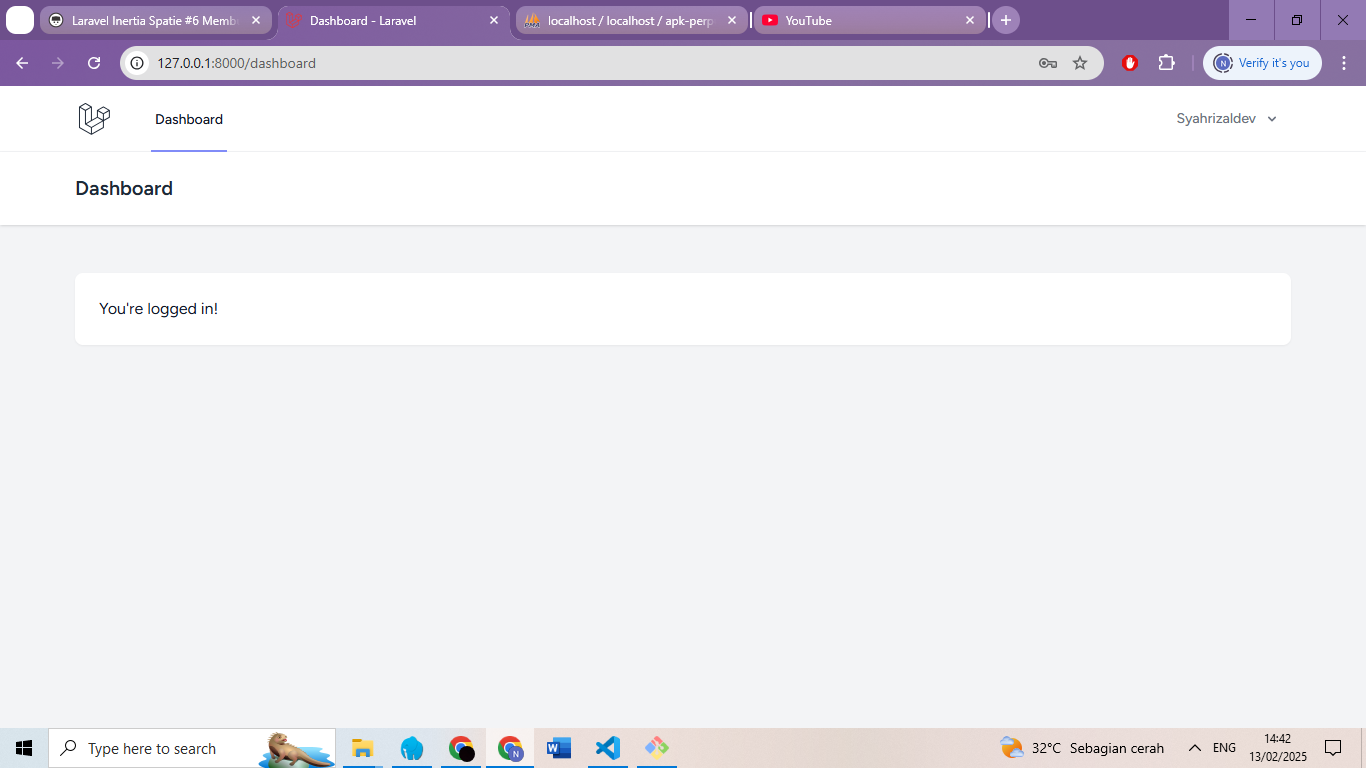 Laravel Inertia Spatie #6 Memb
Dashboard - Laravel
localhost / localhost / apk-perp
YouTube
127.0.0.1:8000/dashboard
N
Verify it's you
Dashboard
Syahrizaldev
Dashboard
You're logged in!
Type here to search
N
32°C Sebagian cerah
ENG
14:42
13/02/2025